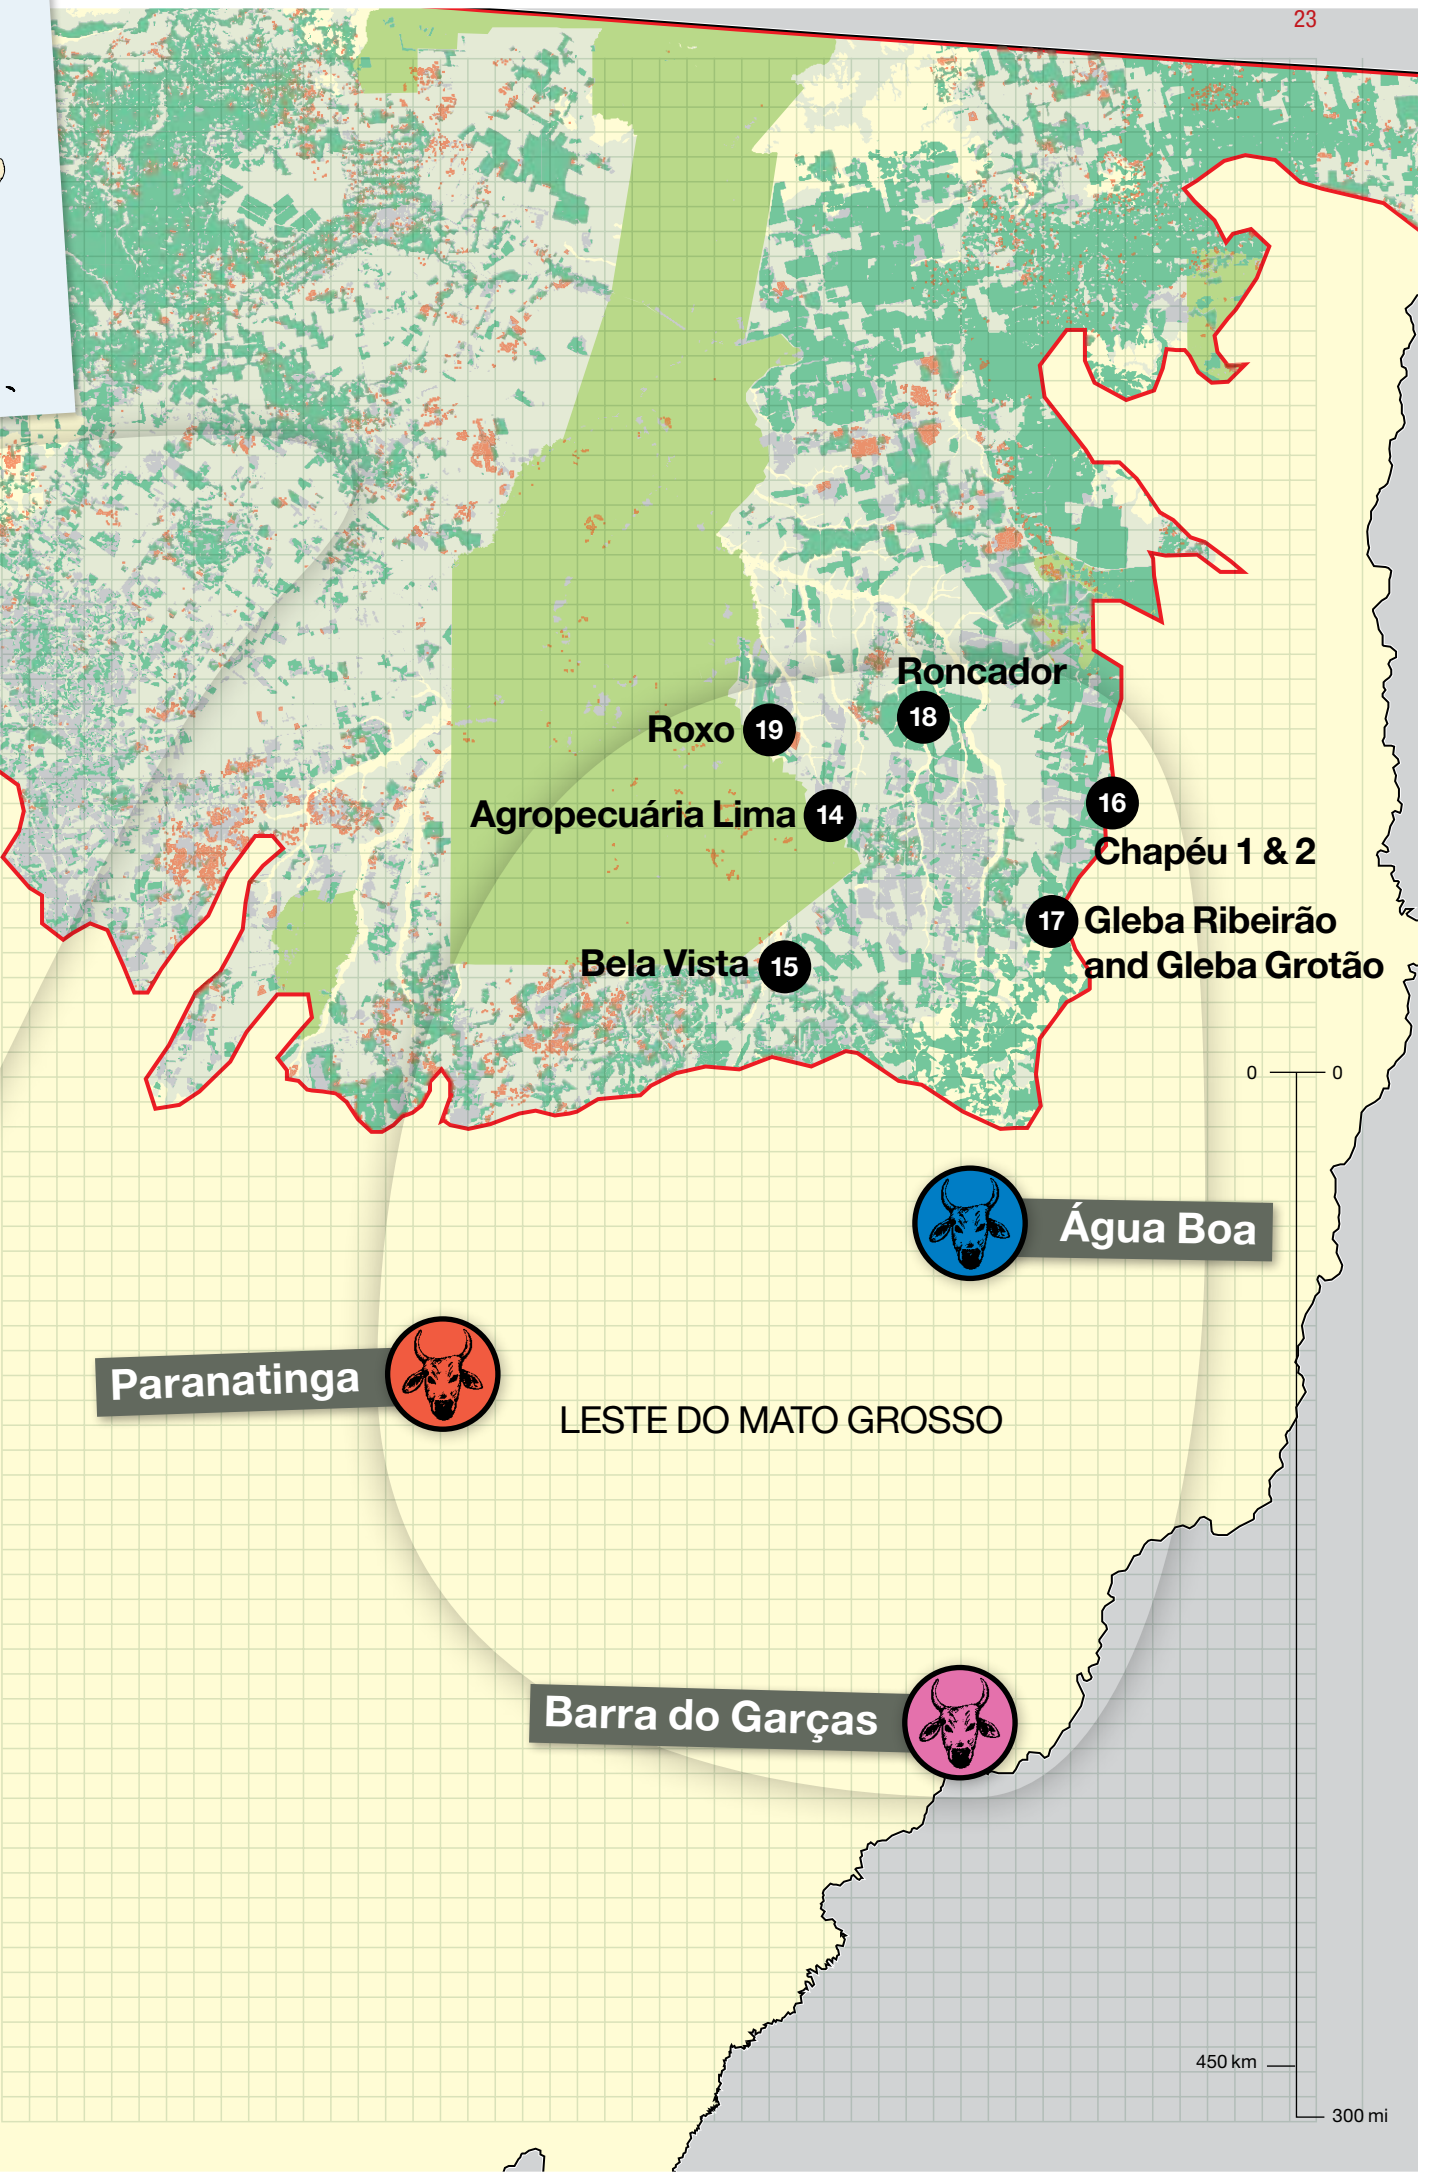 23
Roncador
18
Roxo
19
Agropecuária Lima
14
16
Chapéu 1 & 2
17
Gleba Ribeirão
and Gleba Grotão
Bela Vista
15
0
0
Água Boa
Paranatinga
LESTE DO MATO GROSSO
Barra do Garças
450 km
300 mi